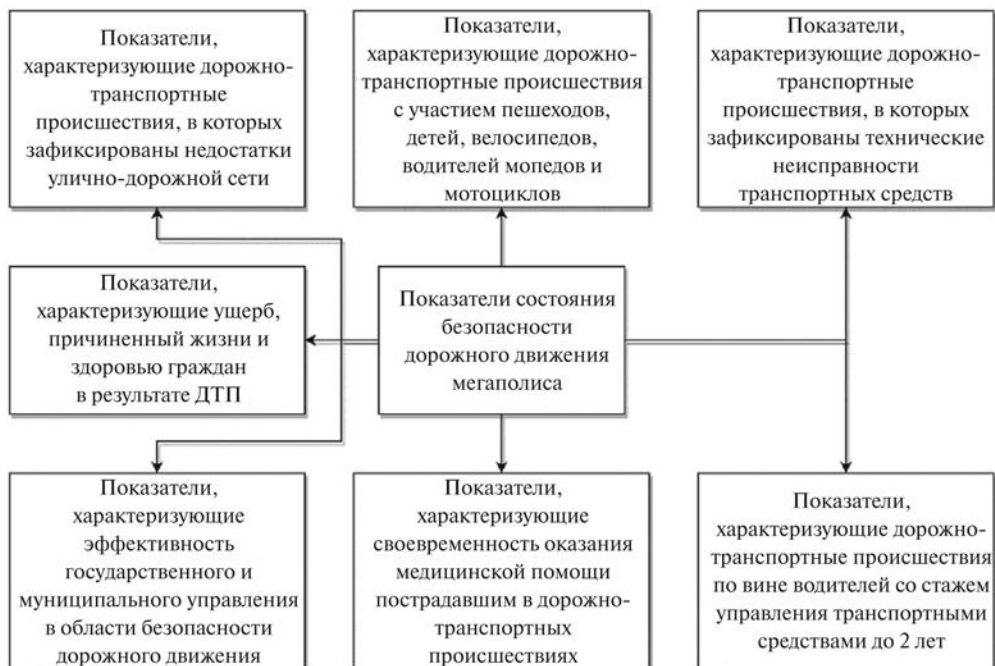 Показатели,
характеризующие дорожно-
транспортные
происшествия, в которых
зафиксированы недостатки
улично-дорожной сети
Показатели,
характеризующие дорожно-
транспортные происшествия
с участием пешеходов,
детей, велосипедов,
водителей мопедов и
мотоциклов
Показатели,
характеризующие дорожно-
транспортные
происшествия, в которых
зафиксированы технические
неисправности
транспортных средств
Показатели,
характеризующие ущерб,
причиненный жизни и
здоровью граждан
в результате ДТП
Показатели состояния
безопасности
дорожного движения
мегаполиса
Показатели,
характеризующие
эффективность
государственного и
муниципального управления
в области безопасности
дорожного движения
Показатели,
характеризующие
своевременность оказания
медицинской помощи
пострадавшим в дорожно-
транспортных
происшествиях
Показатели,
характеризующие дорожно-
транспортные происшествия
по вине водителей со стажем
управления транспортными
средствами до 2 лет